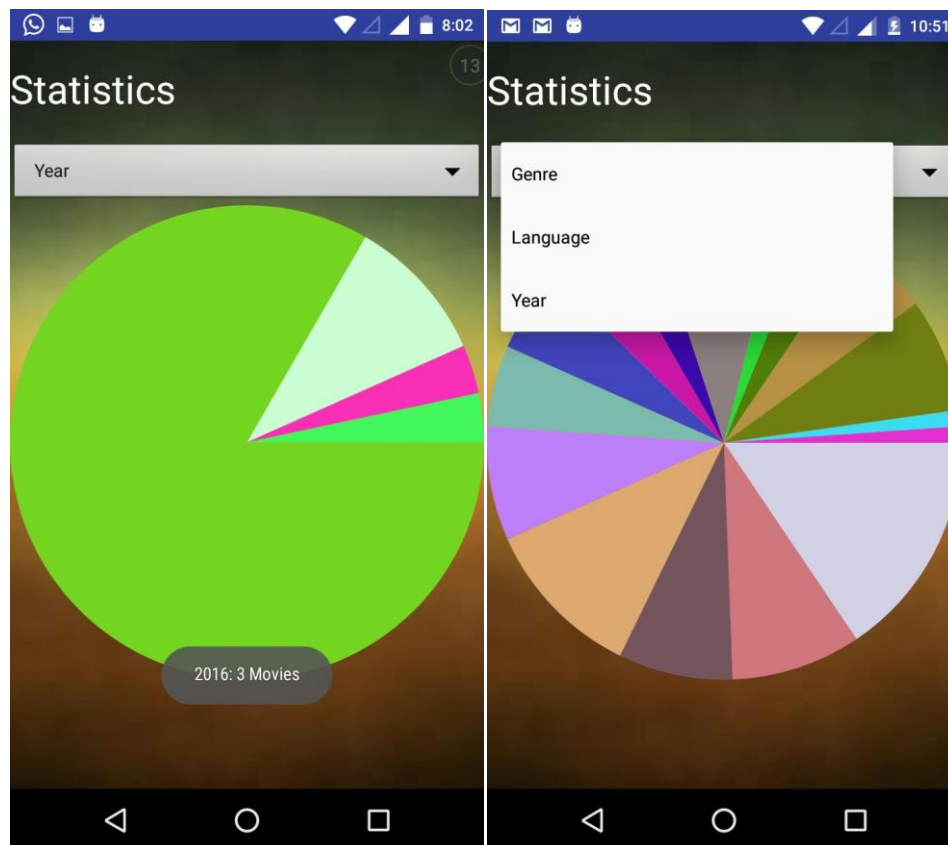 8:02
13
Statistics
Year
2016: 3 Movies
10:51
Statistics
Genre
Language
Year